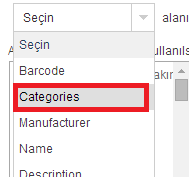 Seçin alanı
Seçin
Barcode
Categories
Manufacturer
Name
Description